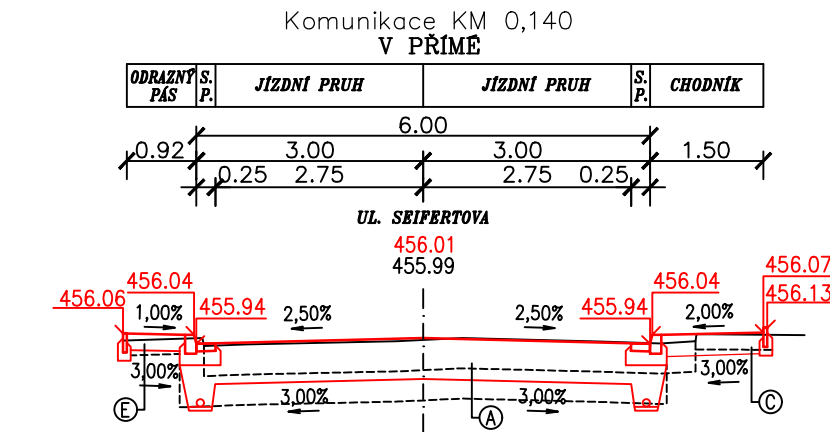 Komunikace KM 0,140
V PŘÍMÉ
ODRAZNÝ PÁS
S. P.
JÍZDNÍ PRUH
JÍZDNÍ PRUH
S. P.
CHODNÍK
6.00
0.92
3.00
3.00
1.50
0.25
2.75
2.75
0.25
UL. SEIFERTOVA
456.01
455.99
456.06
456.04
455.94
455.94
456.04
456.07
456.13
1,00%
2,50%
2,50%
2,00%
3,00%
3,00%
3,00%
3,00%
E
A
C